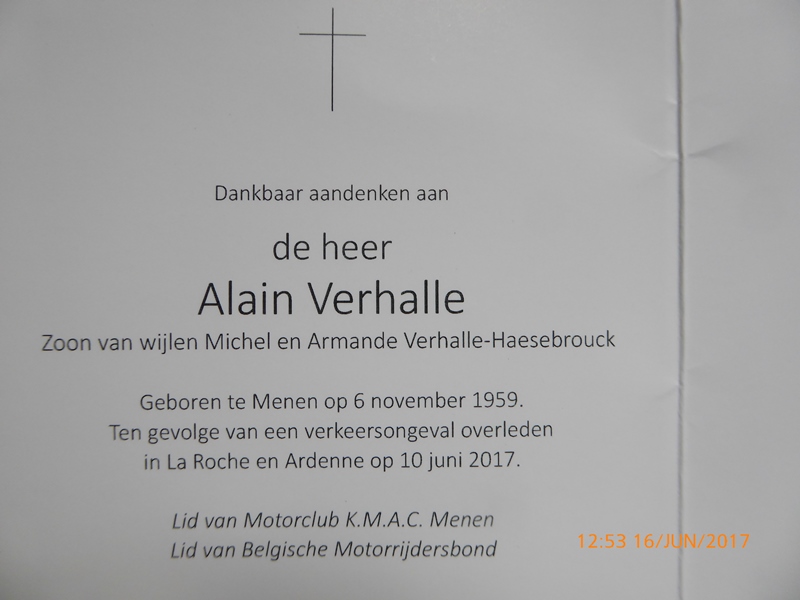 Dankbaar aandenken aan
de heer
Alain Verhalle
Zoon van wijlen Michel en Armande Verhalle-Haesebrouck
Geboren te Menen op 6 november 1959.
Ten gevolge van een verkeersongeval overleden
in La Roche en Ardenne op 10 juni 2017.
Lid van Motorclub K.M.A.C. Menen
Lid van Belgische Motorrijdersbond
12:53 16/JUN/2017